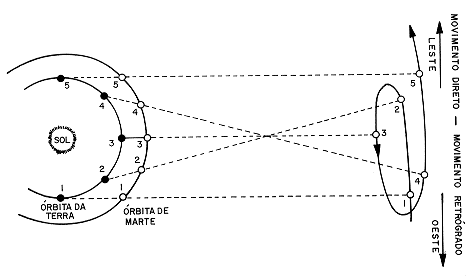 5
5
5
4
4
2
SOL
3
3
3
2
2
4
1
1
1
ÓRBITA DA
TERRA
ÓRBITA DE
MARTE
LESTE
OESTE
MOVIMENTO DIRETO — MOVIMENTO RETRÓGRADO